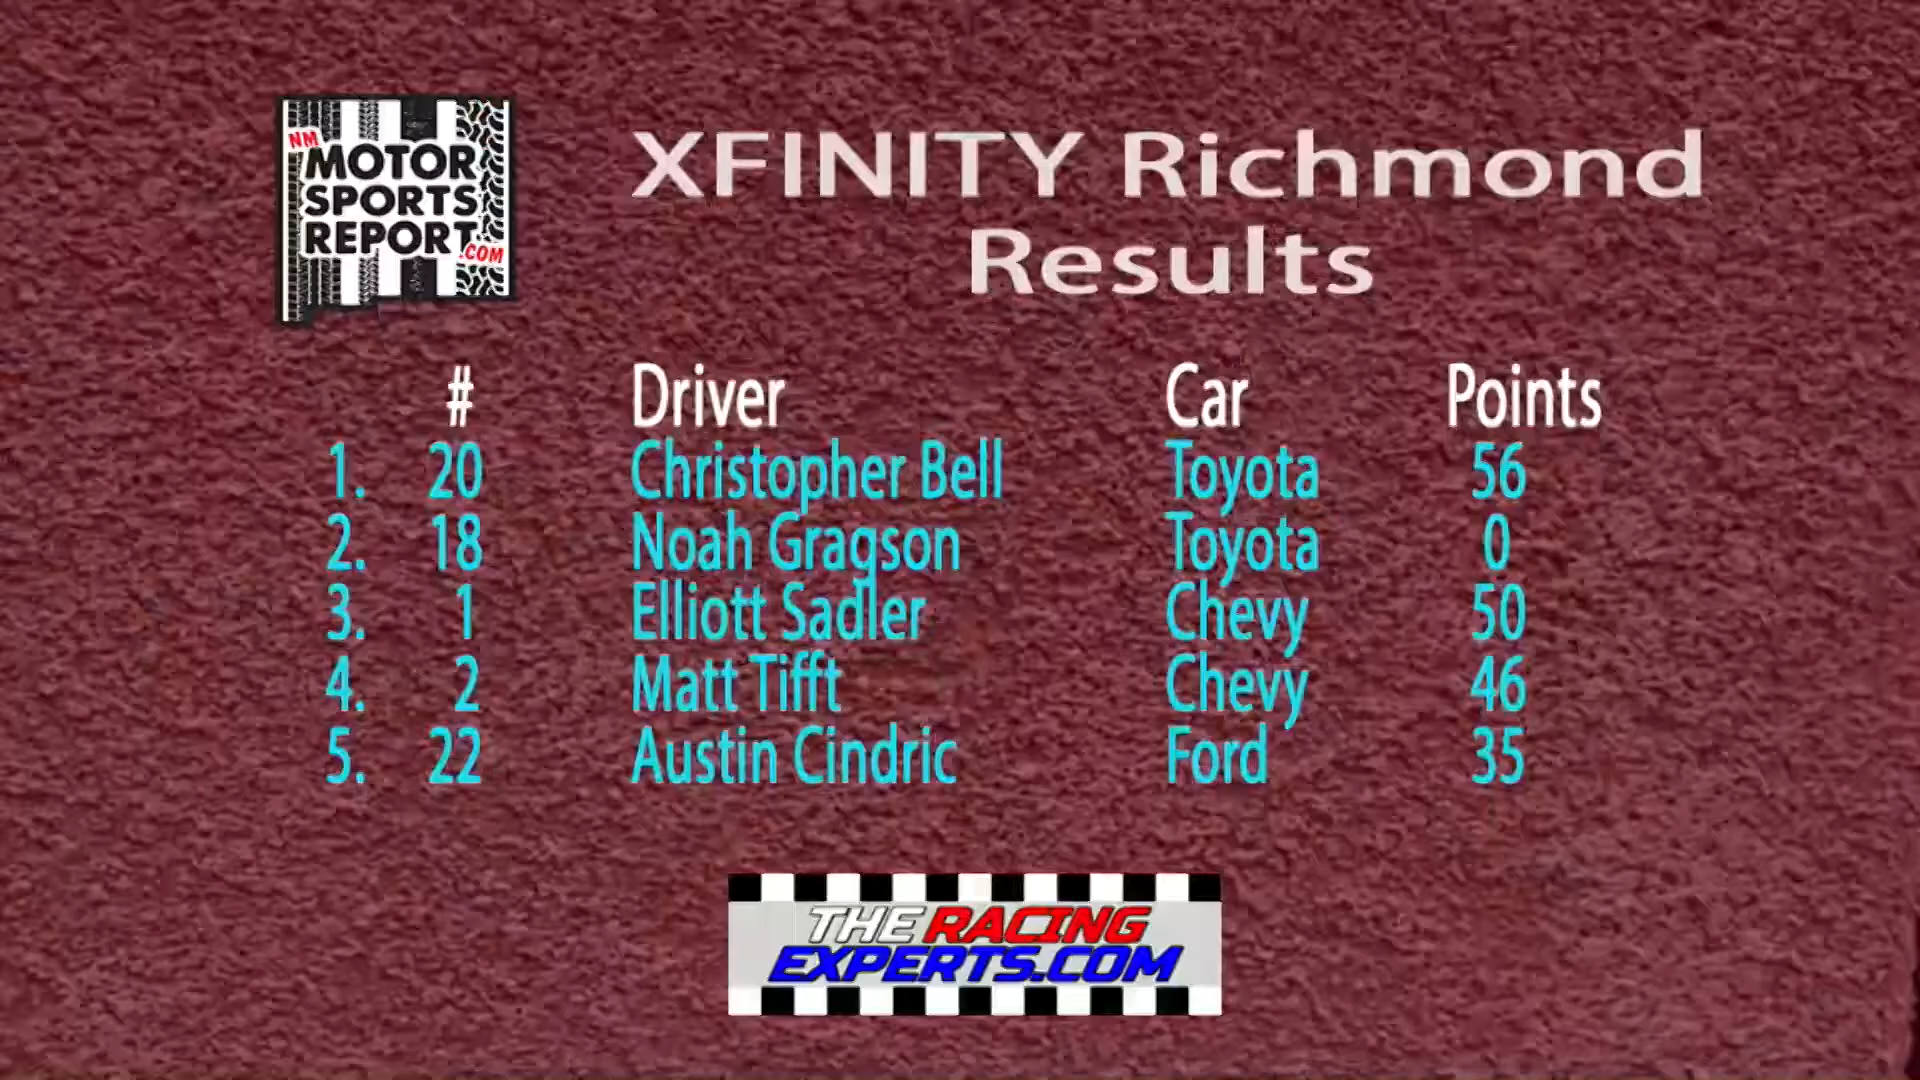 NM
MOTOR
SPORTS
REPORT
.COM
XFINITY Richmond
Results
# Driver Car Points
1. 20 Christopher Bell Toyota 56
2. 18 Noah Gragson Toyota 0
3. 1 Elliott Sadler Chevy 50
4. 2 Matt Tifft Chevy 46
5. 22 Austin Cindric Ford 35
THE RACING
EXPERTS.COM